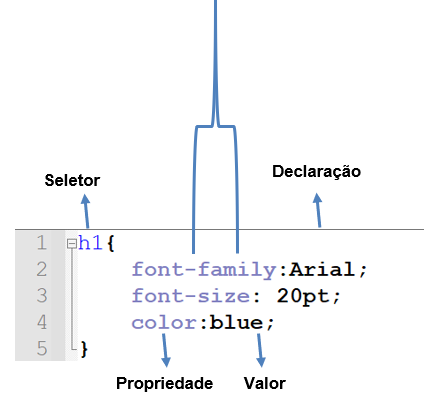 Seletor
Declaração
1 h1{
2 font-family:Arial;
3 font-size: 20pt;
4 color:blue;
5 }
Propriedade Valor